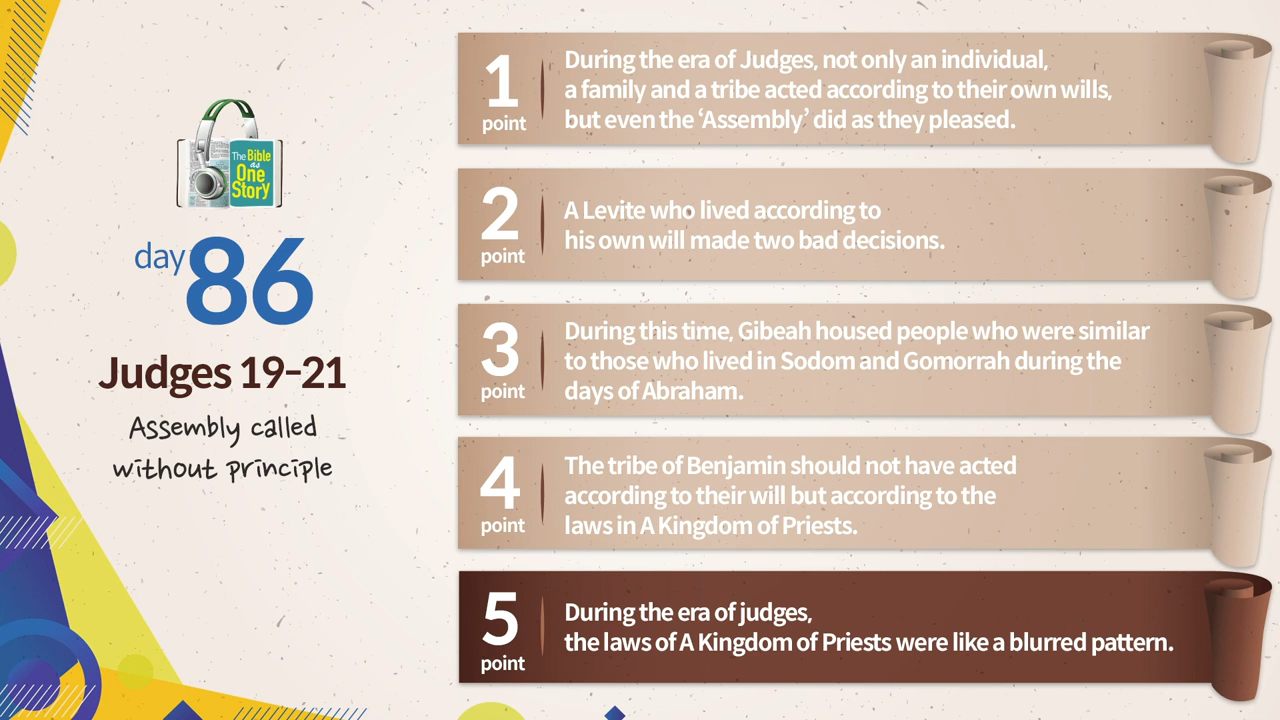 The Bible
as
One
Story
day 86
Judges 19-21
Assembly called
without principle
1
point
During the era of Judges, not only an individual,
a family and a tribe acted according to their own wills,
but even the ‘Assembly’ did as they pleased.
2
point
A Levite who lived according to
his own will made two bad decisions.
3
point
During this time, Gibeah housed people who were similar
to those who lived in Sodom and Gomorrah during the
days of Abraham.
4
point
The tribe of Benjamin should not have acted
according to their will but according to the
laws in A Kingdom of Priests.
5
point
During the era of judges,
the laws of A Kingdom of Priests were like a blurred pattern.